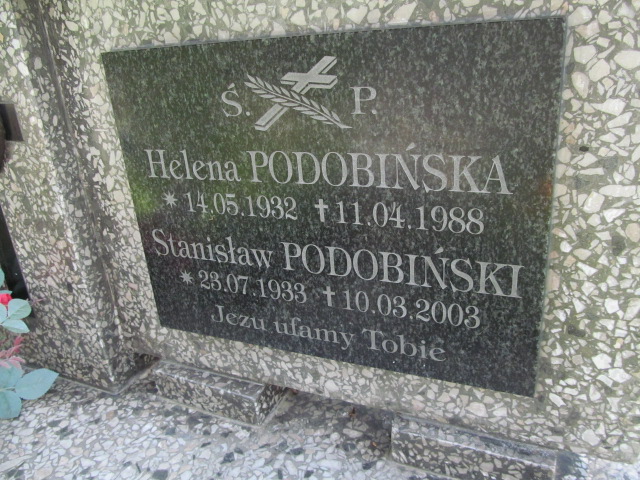 Ś. P.
Helena PODOBIŃSKA
* 14.05.1932 † 11.04.1988
Stanisław PODOBIŃSKI
* 23.07.1933 † 10.03.2003
Jezu ufamy Tobie